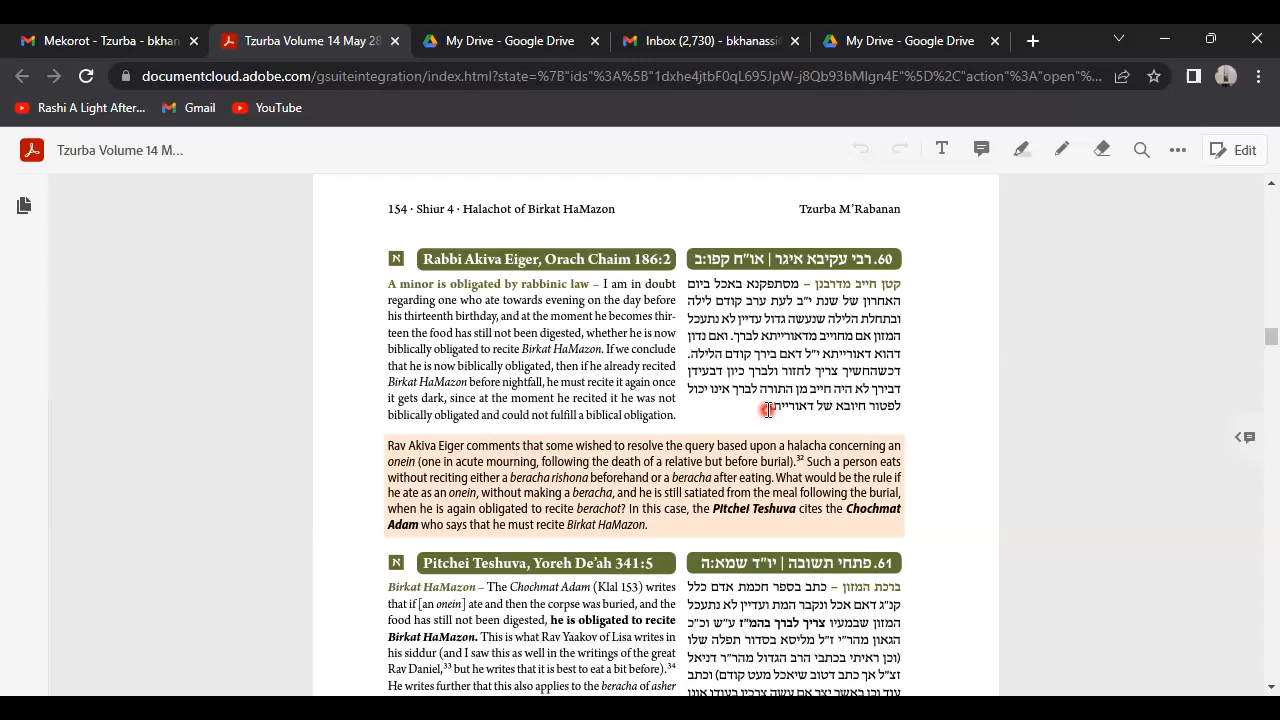 Mekorot - Tzurba - bkhan
Tzurba Volume 14 May 28
My Drive - Google Drive
Inbox (2,730) - bkhanassi
My Drive - Google Drive
documentcloud.adobe.com/gsuiteintegration/index.html?state=%7B"ids"%3A%5B"1dxhe4jtbF0qL695JpW-j8Qb93bMlgn4E"%5D%2C"action"%3A"open"%...
Rashi A Light After...
Gmail
YouTube
Tzurba Volume 14 M...
Edit
154 · Shiur 4 · Halachot of Birkat HaMazon
Tzurba M'Rabanan
א
Rabbi Akiva Eiger, Orach Chaim 186:2
A minor is obligated by rabbinic law – I am in doubt
regarding one who ate towards evening on the day before
his thirteenth birthday, and at the moment he becomes thir-
teen the food has still not been digested, whether he is now
biblically obligated to recite Birkat HaMazon. If we conclude
that he is now biblically obligated, then if he already recited
Birkat HaMazon before nightfall, he must recite it again once
it gets dark, since at the moment he recited it he was not
biblically obligated and could not fulfill a biblical obligation.
60. רבי עקיבא איגר | או"ח קפו:ב
קטן חייב מדרבנן – מסתפקנא באכל ביום
האחרון של שנת י"ב לעת ערב קודם לילה
ובתחלת הלילה שנעשה גדול עדיין לא נתעכל
המזון אם מחוייב מדאורייתא לברך. ואם נדון
דהוא דאורייתא י"ל דאם בירך קודם הלילה.
דכשהחשיך צריך לחזור ולברך כיון דבעידן
דבירך לא היה חייב מן התורה לברך אינו יכול
לפטור חיובא של דאורייתא
Rav Akiva Eiger comments that some wished to resolve the query based upon a halacha concerning an
onein (one in acute mourning, following the death of a relative but before burial).32 Such a person eats
without reciting either a beracha rishona beforehand or a beracha after eating. What would be the rule if
he ate as an onein, without making a beracha, and he is still satiated from the meal following the burial,
when he is again obligated to recite berachot? In this case, the Pitchei Teshuva cites the Chochmat
Adam who says that he must recite Birkat HaMazon.
א
Pitchei Teshuva, Yoreh De'ah 341:5
Birkat HaMazon – The Chochmat Adam (Klal 153) writes
that if [an onein] ate and then the corpse was buried, and the
food has still not been digested, he is obligated to recite
Birkat HaMazon. This is what Rav Yaakov of Lisa writes in
his siddur (and I saw this as well in the writings of the great
Rav Daniel,33 but he writes that it is best to eat a bit before).34
He writes further that this also applies to the beracha of asher
61. פתחי תשובה | יו"ד שמא:ה
ברכת המזון – כתב בספר חכמת אדם כלל
קנ"ג דאם אכל ונקבר המת ועדיין לא נתעכל
המזון שבמעיו צריך לברך בהמ"ז ע"ש וכ"כ
הגאון מהר"י ז"ל מליסא בסדור תפלה שלו
(וכן ראיתי בכתבי הרב הגדול מהר"ר דניאל
זצ"ל אך כתב דטוב שיאכל מעט קודם) וכתב
עוד וכן באשר יצר אם עשה צרכיו בעודו אונן